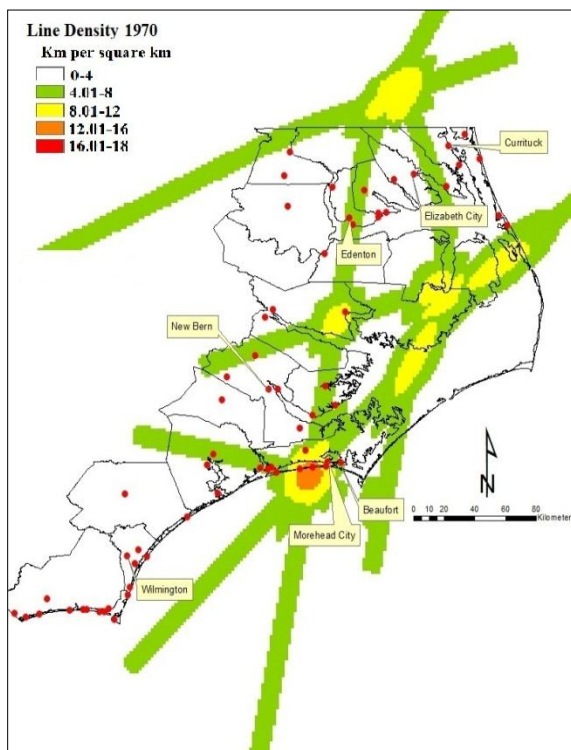 Line Density 1970
Km per square km
0-4
4.01-8
8.01-12
12.01-16
16.01-18
Currituck
Elizabeth City
Edenton
New Bern
N
Beaufort
0 10 20 40 60 80
Kilometer
Morehead City
Wilmington